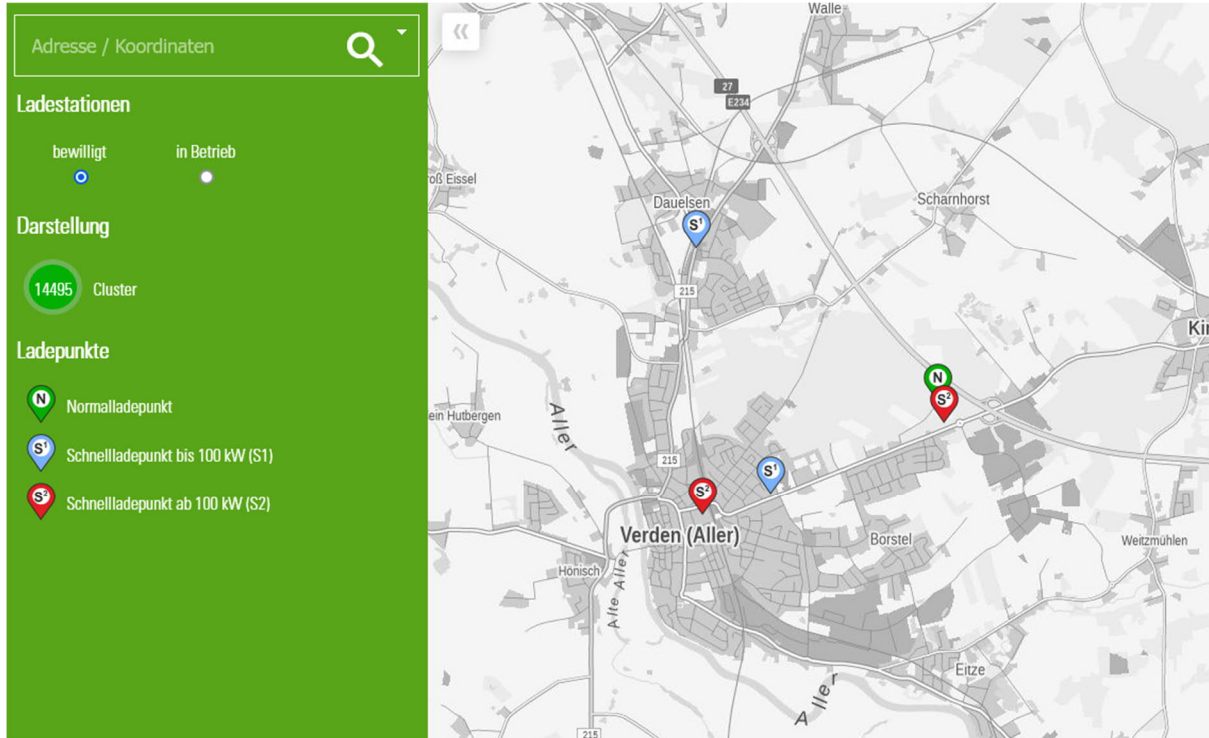 Adresse / Koordinaten
Ladestationen
bewilligt in Betrieb
Darstellung
14495 Cluster
Ladepunkte
N Normalladepunkt
S¹ Schnellladepunkt bis 100 kW (S1)
S² Schnellladepunkt ab 100 kW (S2)
«
Walle
27
E234
roß Eissel
Dauelsen
S¹
Scharnhorst
215
Kir
N
S²
ein Hutbergen
Aller
215
S¹
S²
Verden (Aller)
Borstel
Weitzmühlen
Hönisch
Alte Aller
Eitze
Aller
215